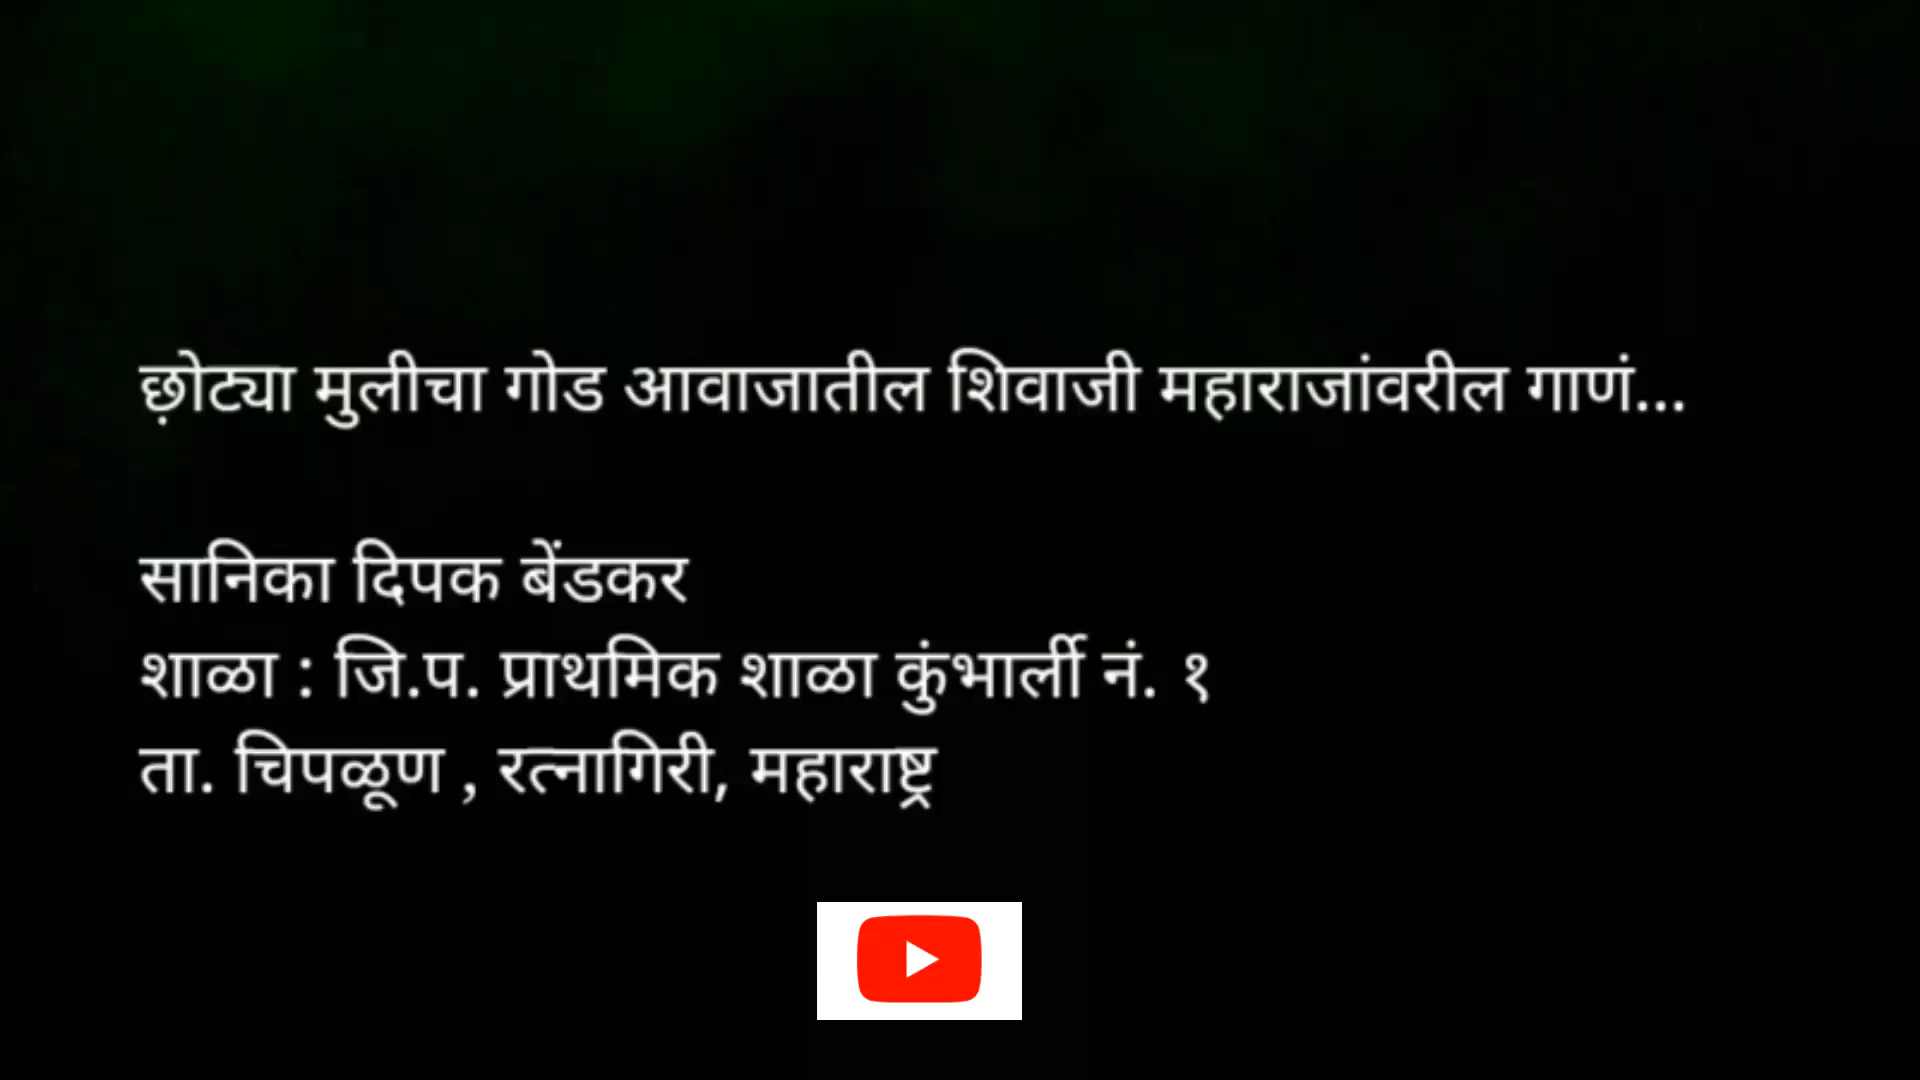 छो़ट्या मुलीचा गोड आवाजातील शिवाजी महाराजांवरील गाणं...
सानिका दिपक बेंडकर
शाळा : जि.प. प्राथमिक शाळा कुंभार्ली नं. १
ता. चिपळूण , रत्नागिरी, महाराष्ट्र